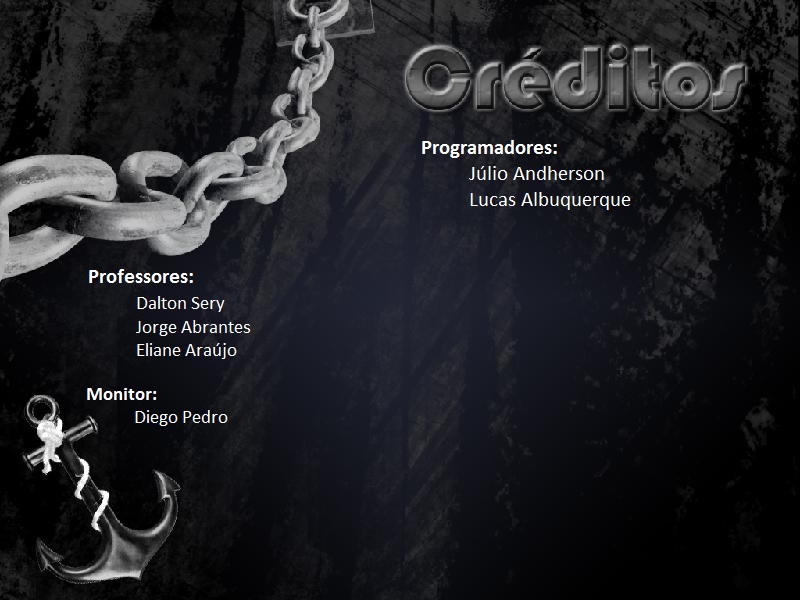 Créditos
Programadores:
Júlio Andherson
Lucas Albuquerque
Professores:
Dalton Sery
Jorge Abrantes
Eliane Araújo
Monitor:
Diego Pedro